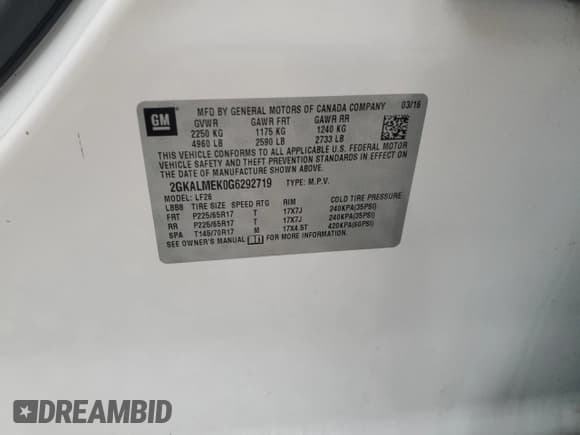 GM
MFD BY GENERAL MOTORS OF CANADA COMPANY 03/16
GVWR GAWR FRT GAWR RR
2250 KG 1175 KG 1240 KG
4960 LB 2590 LB 2733 LB
THIS VEHICLE CONFORMS TO ALL APPLICABLE U.S. FEDERAL MOTOR
VEHICLE SAFETY AND THEFT PREVENTION STANDARDS IN EFFECT ON
THE DATE OF MANUFACTURE SHOWN ABOVE.
2GKALMEK0G6292719 TYPE: M.P.V.
MODEL: LF26
LBBB TIRE SIZE SPEED RTG RIM COLD TIRE PRESSURE
FRT P225/65R17 T 17X7J 240KPA(35PSI)
RR P225/65R17 T 17X7J 240KPA(35PSI)
SPA T145/70R17 M 17X4.5T 420KPA(60PSI)
SEE OWNER'S MANUAL FOR MORE INFORMATION.
DREAMBID